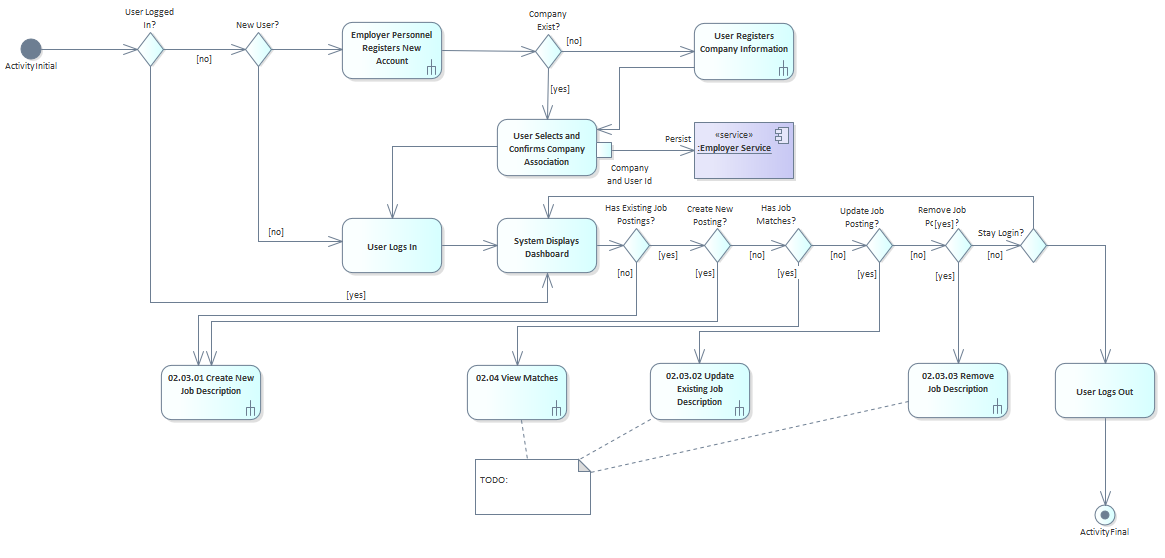 User Logged
In?
ActivityInitial
[no]
New User?
Employer Personnel
Registers New
Account
Company
Exist?
[no]
[yes]
User Registers
Company Information
User Selects and
Confirms Company
Association
Persist
Company
and User Id
«service»
:Employer Service
[no]
User Logs In
System Displays
Dashboard
[yes]
Has Existing Job
Postings?
[yes]
[no]
Create New
Posting?
[no]
[yes]
Has Job
Matches?
[no]
[yes]
Update Job
Posting?
[no]
[yes]
Remove Job
Pc[yes]?
[no]
[yes]
Stay Login?
02.03.01 Create New
Job Description
02.04 View Matches
02.03.02 Update
Existing Job
Description
02.03.03 Remove
Job Description
User Logs Out
TODO:
ActivityFinal